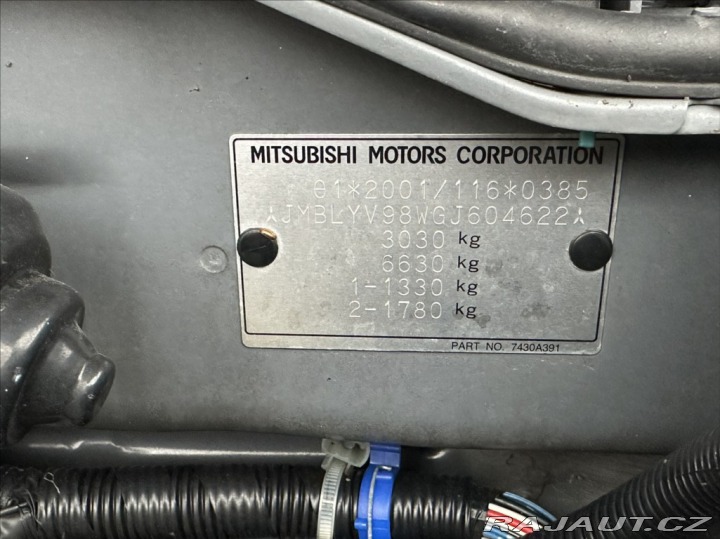 MITSUBISHI MOTORS CORPORATION
e1*2001/116*0385
JMBLYV98WGJ604622
3030 kg
6630 kg
1-1330 kg
2-1780 kg
PART NO. 7430A391
RAJAUT.CZ